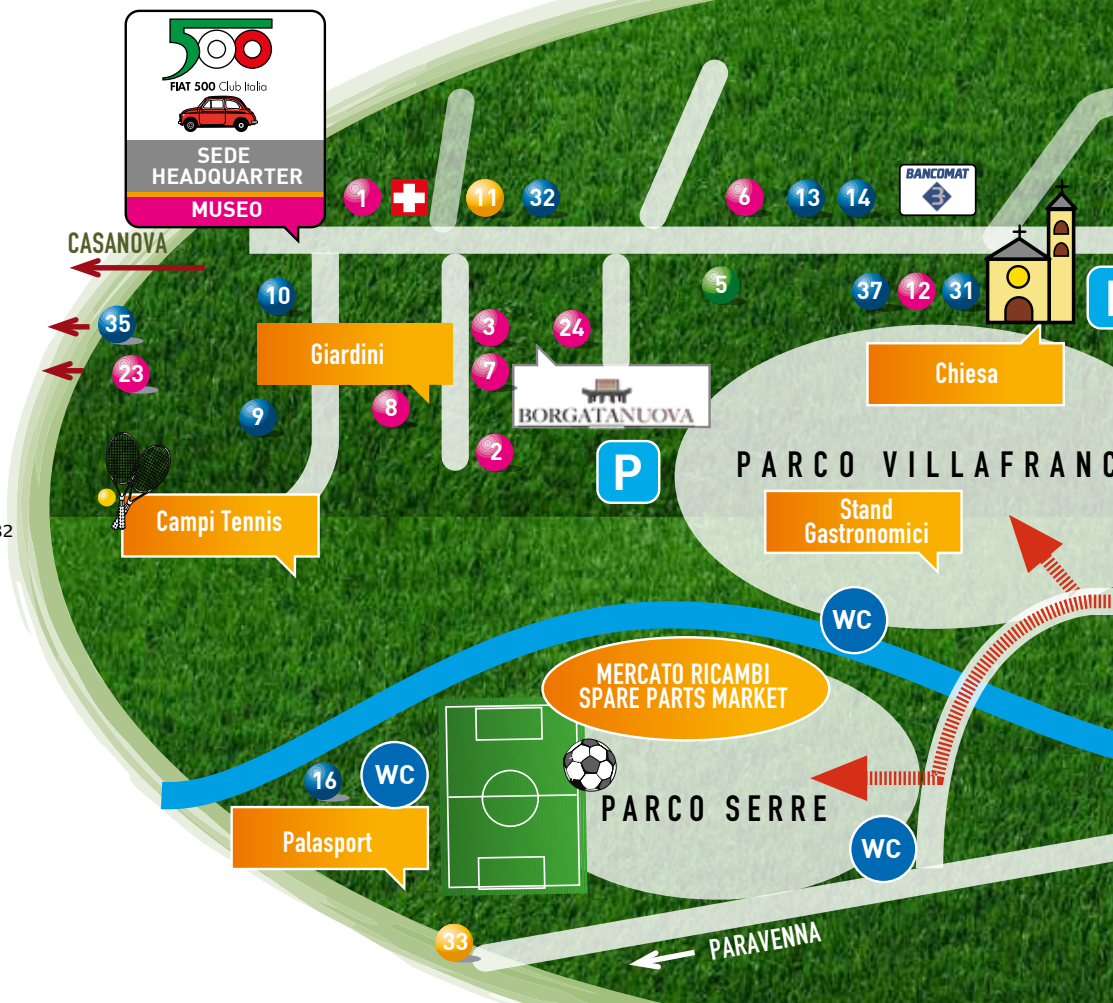 500
FIAT 500 Club Italia
SEDE
HEADQUARTER
MUSEO
CASANOVA
1
11
32
6
13
14
BANCOMAT
3
10
5
37
12
31
35
3
24
Giardini
23
7
Chiesa
8
BORGATANUOVA
9
2
P
PARCO VILLAFRANC
Campi Tennis
Stand
Gastronomici
32
WC
MERCATO RICAMBI
SPARE PARTS MARKET
16
WC
PARCO SERRE
Palasport
WC
33
PARAVENNA